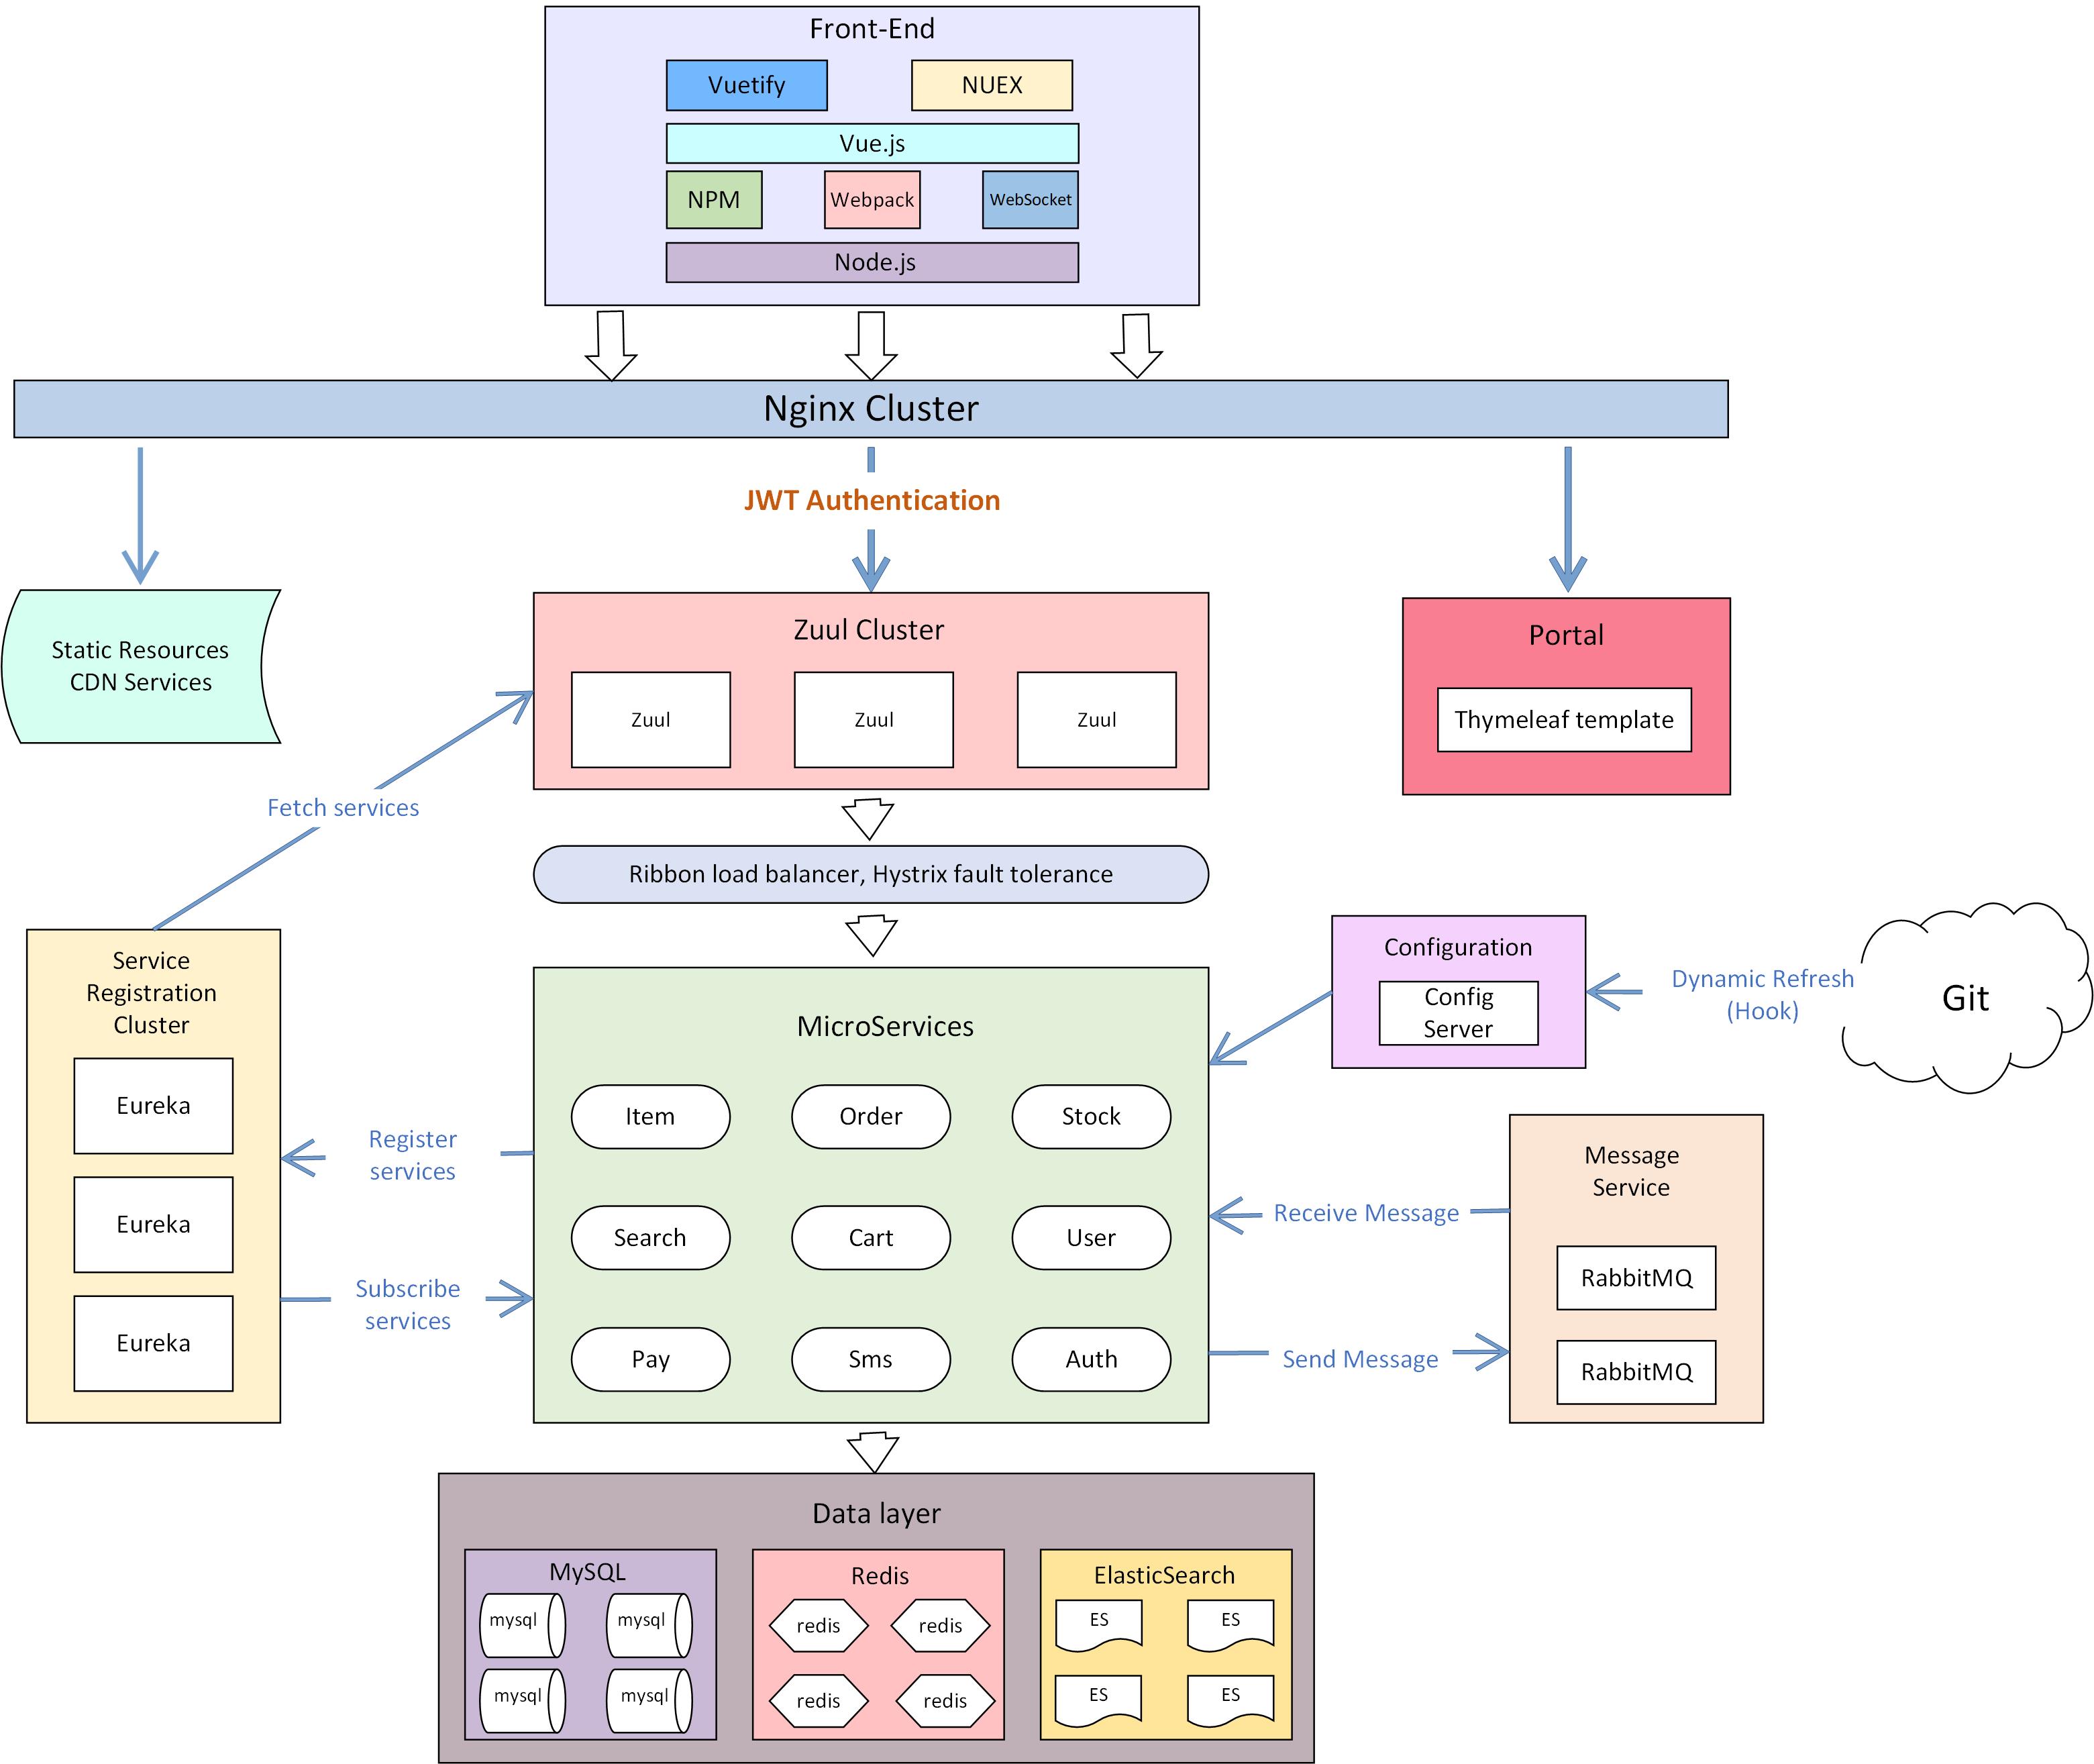 Front-End
Vuetify
NUEX
Vue.js
NPM
Webpack
WebSocket
Node.js
Nginx Cluster
JWT Authentication
Static Resources
CDN Services
Zuul Cluster
Zuul
Zuul
Zuul
Portal
Thymeleaf template
Fetch services
Ribbon load balancer, Hystrix fault tolerance
Service
Registration
Cluster
Eureka
Eureka
Eureka
Register
services
Subscribe
services
MicroServices
Item
Order
Stock
Search
Cart
User
Pay
Sms
Auth
Configuration
Config
Server
Dynamic Refresh
(Hook)
Git
Message
Service
RabbitMQ
RabbitMQ
Receive Message
Send Message
Data layer
MySQL
mysql
mysql
mysql
mysql
Redis
redis
redis
redis
redis
ElasticSearch
ES
ES
ES
ES